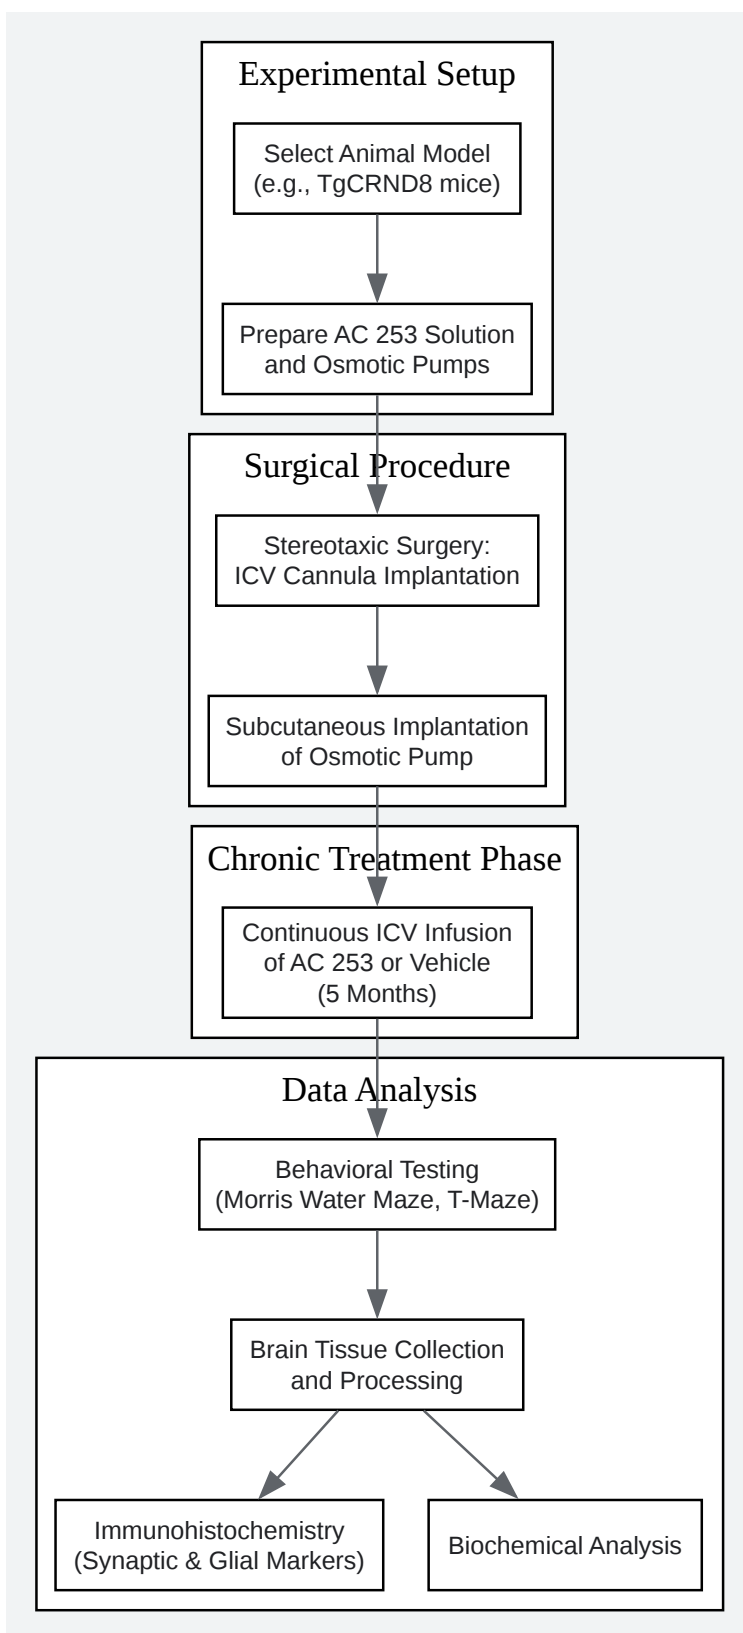 Experimental Setup
Select Animal Model
(e.g., TgCRND8 mice)
Prepare AC 253 Solution
and Osmotic Pumps
Surgical Procedure
Stereotaxic Surgery:
ICV Cannula Implantation
Subcutaneous Implantation
of Osmotic Pump
Chronic Treatment Phase
Continuous ICV Infusion
of AC 253 or Vehicle
(5 Months)
Data Analysis
Behavioral Testing
(Morris Water Maze, T-Maze)
Brain Tissue Collection
and Processing
Immunohistochemistry
(Synaptic & Glial Markers)
Biochemical Analysis